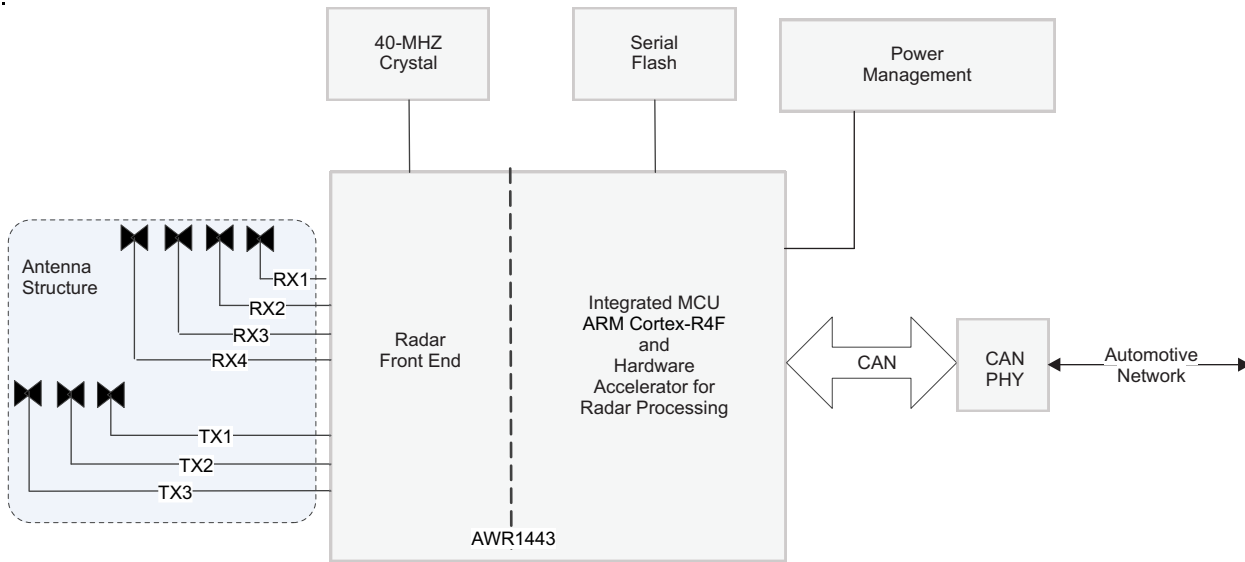 40-MHZ
Crystal
Serial
Flash
Power
Management
Antenna
Structure
RX1
RX2
RX3
RX4
TX1
TX2
TX3
Radar
Front End
Integrated MCU
ARM Cortex-R4F
and
Hardware
Accelerator for
Radar Processing
CAN
CAN
PHY
Automotive
Network
AWR1443